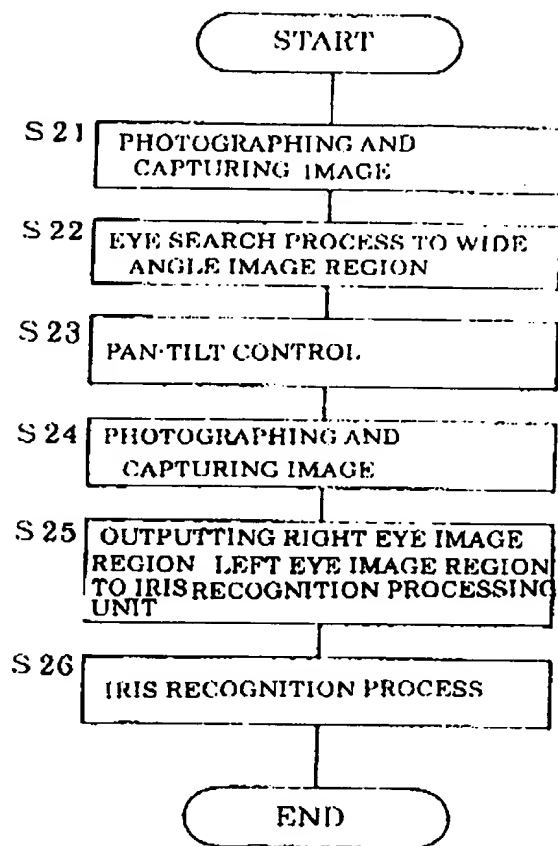 START
S21
PHOTOGRAPHING AND
CAPTURING IMAGE
S22
EYE SEARCH PROCESS TO WIDE
ANGLE IMAGE REGION
S23
PAN·TILT CONTROL
S24
PHOTOGRAPHING AND
CAPTURING IMAGE
S25
OUTPUTTING RIGHT EYE IMAGE
REGION LEFT EYE IMAGE REGION
TO IRIS RECOGNITION PROCESSING
UNIT
S26
IRIS RECOGNITION PROCESS
END